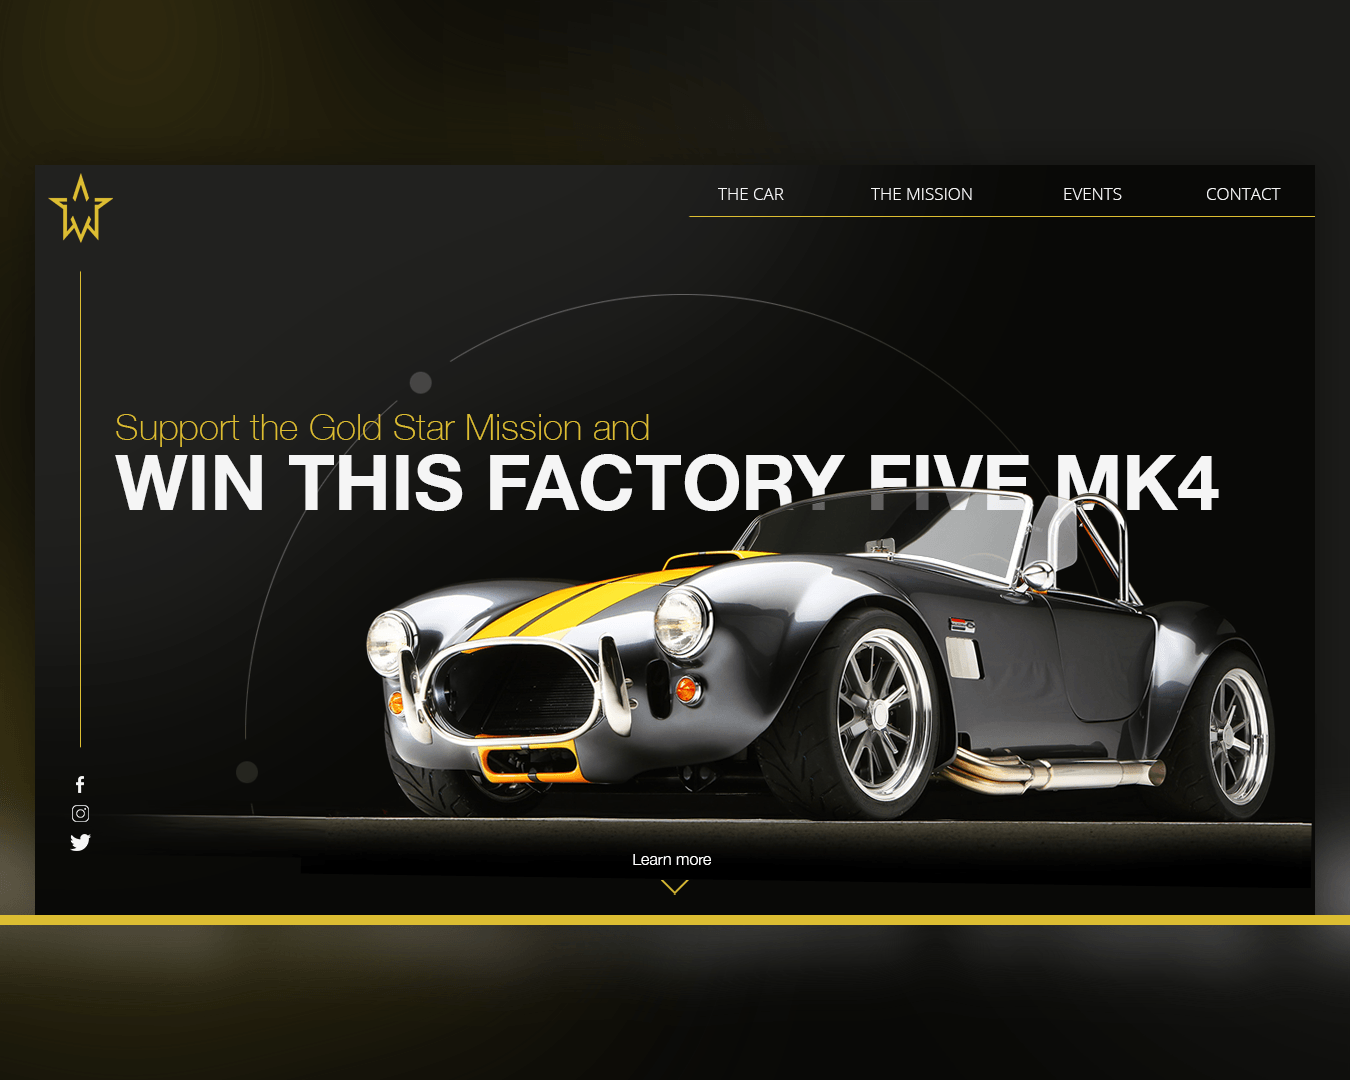 THE CAR THE MISSION EVENTS CONTACT
Support the Gold Star Mission and
WIN THIS FACTORY FIVE MK4
Learn more